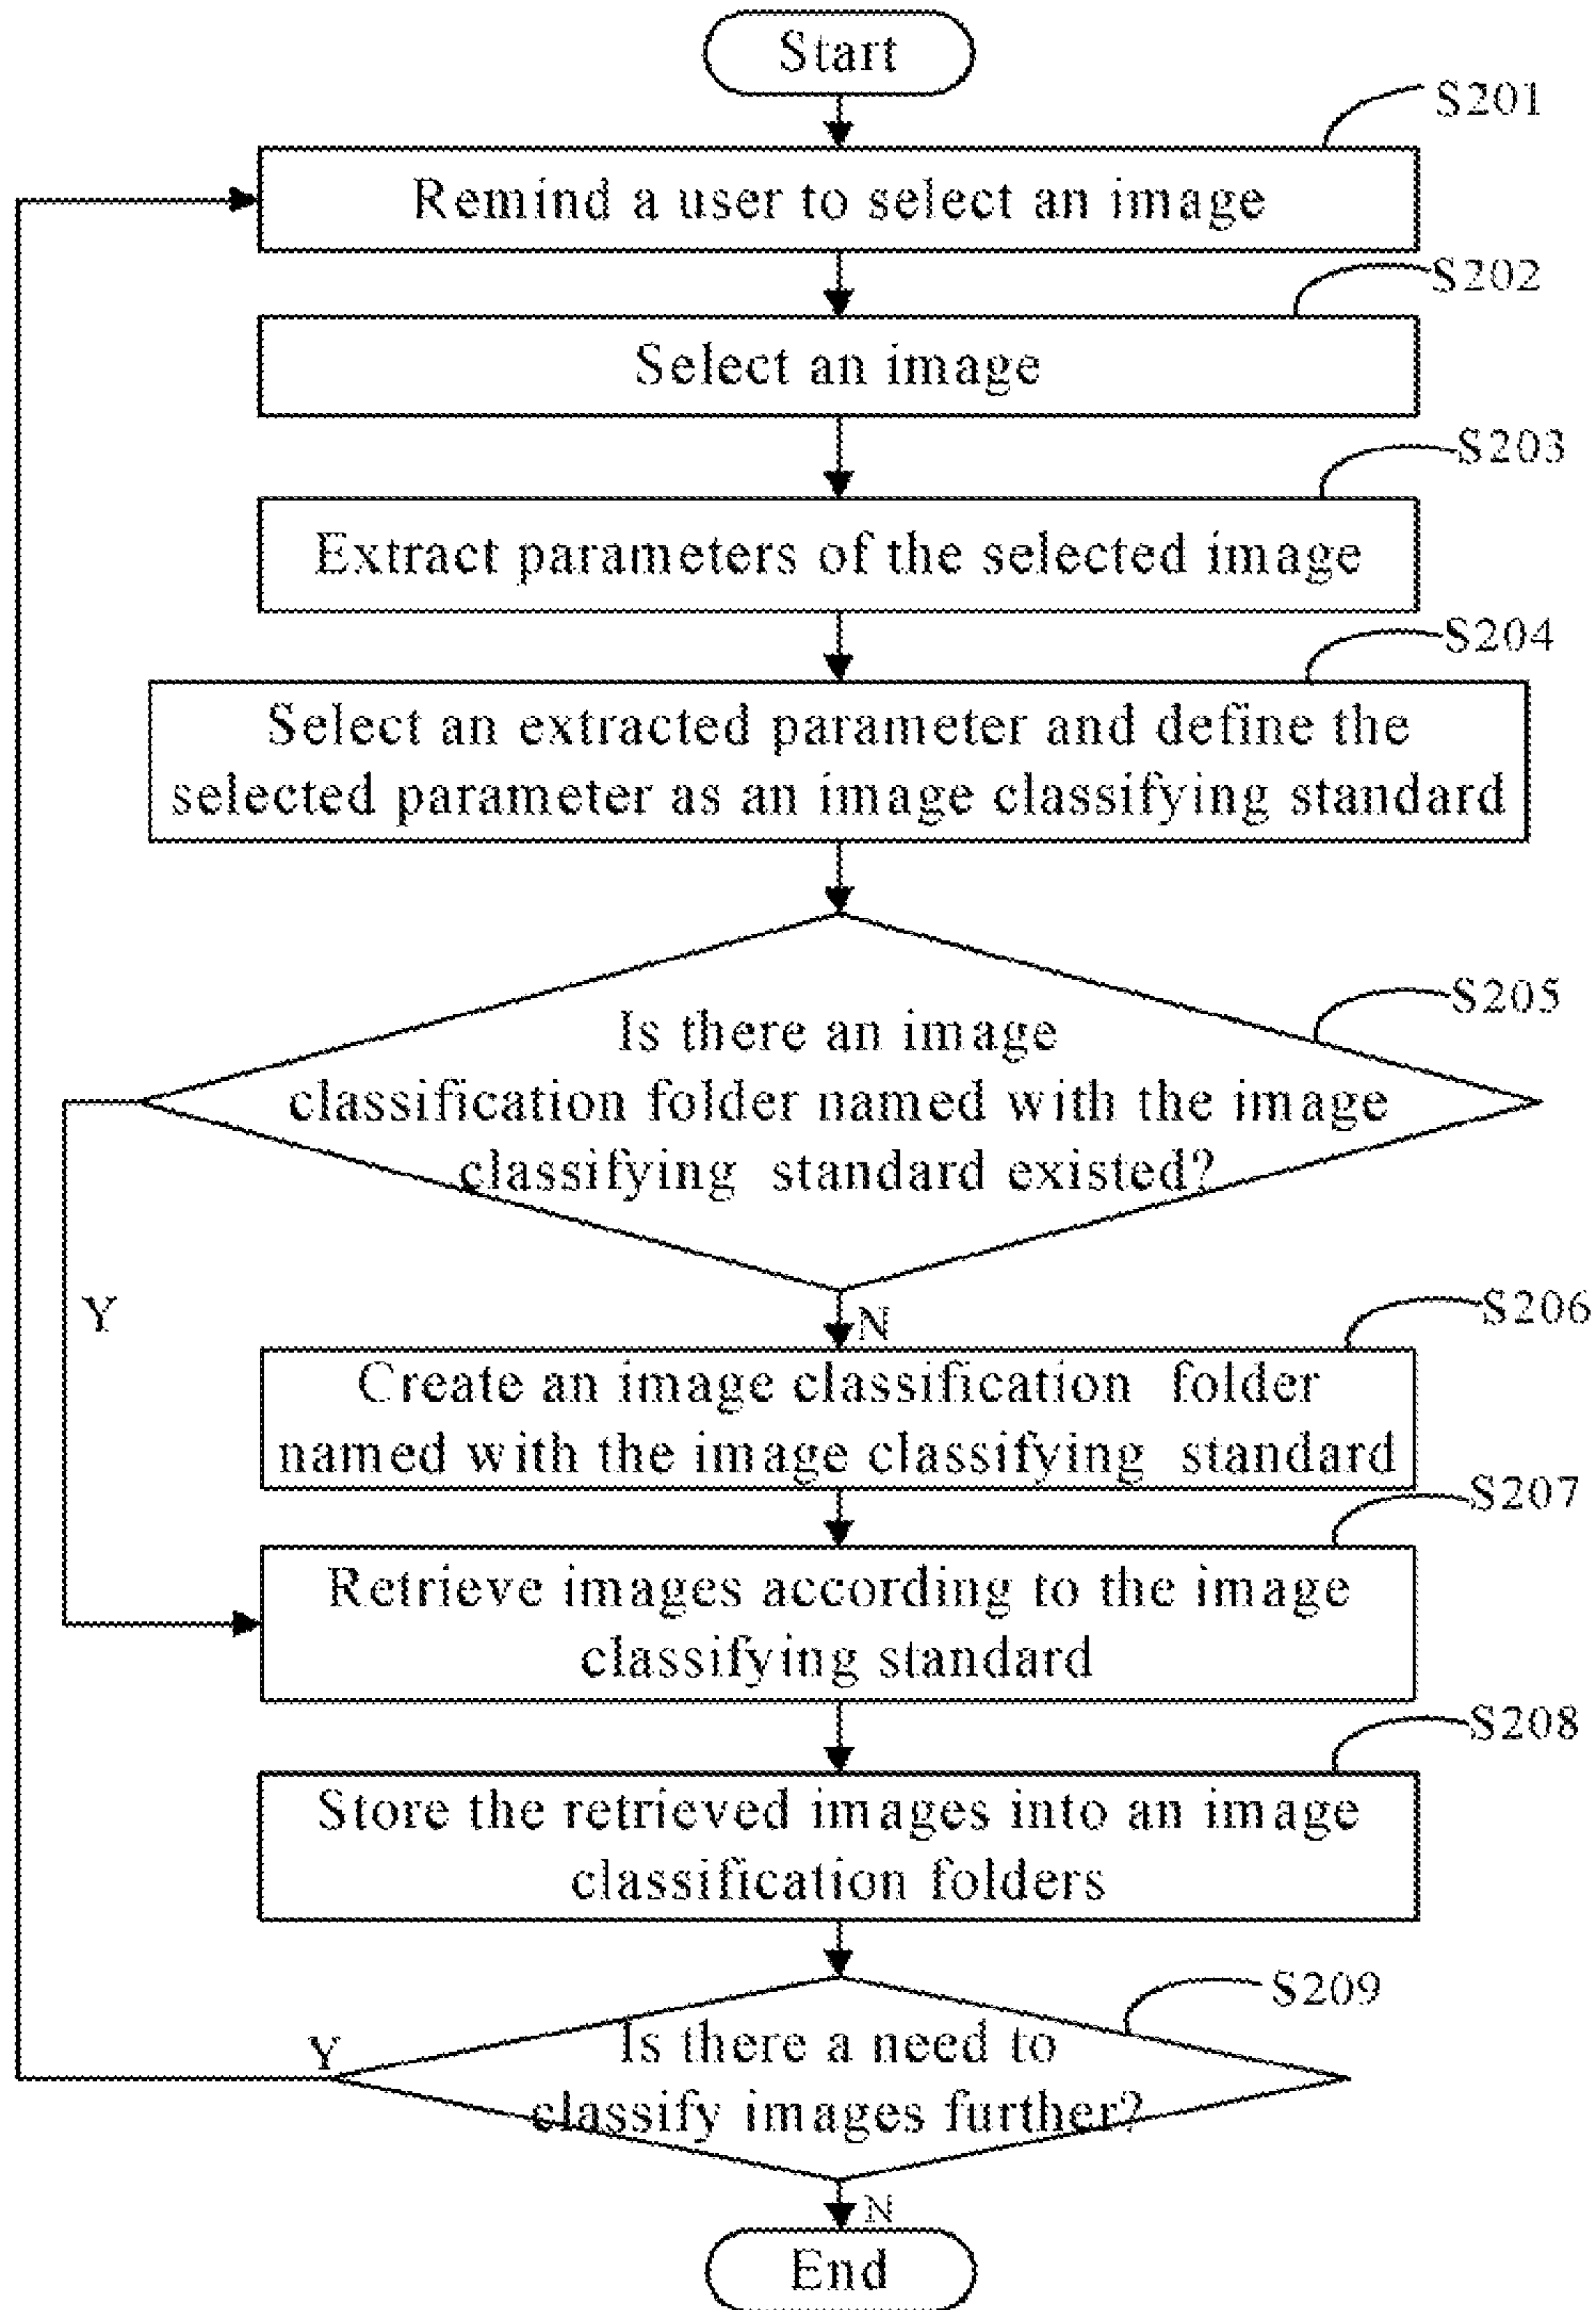 Start
S201
Remind a user to select an image
S202
Select an image
S203
Extract parameters of the selected image
S204
Select an extracted parameter and define the
selected parameter as an image classifying standard
S205
Is there an image
classification folder named with the image
classifying standard existed?
Y
N
S206
Create an image classification folder
named with the image classifying standard
S207
Retrieve images according to the image
classifying standard
S208
Store the retrieved images into an image
classification folders
S209
Y
Is there a need to
classify images further?
N
End